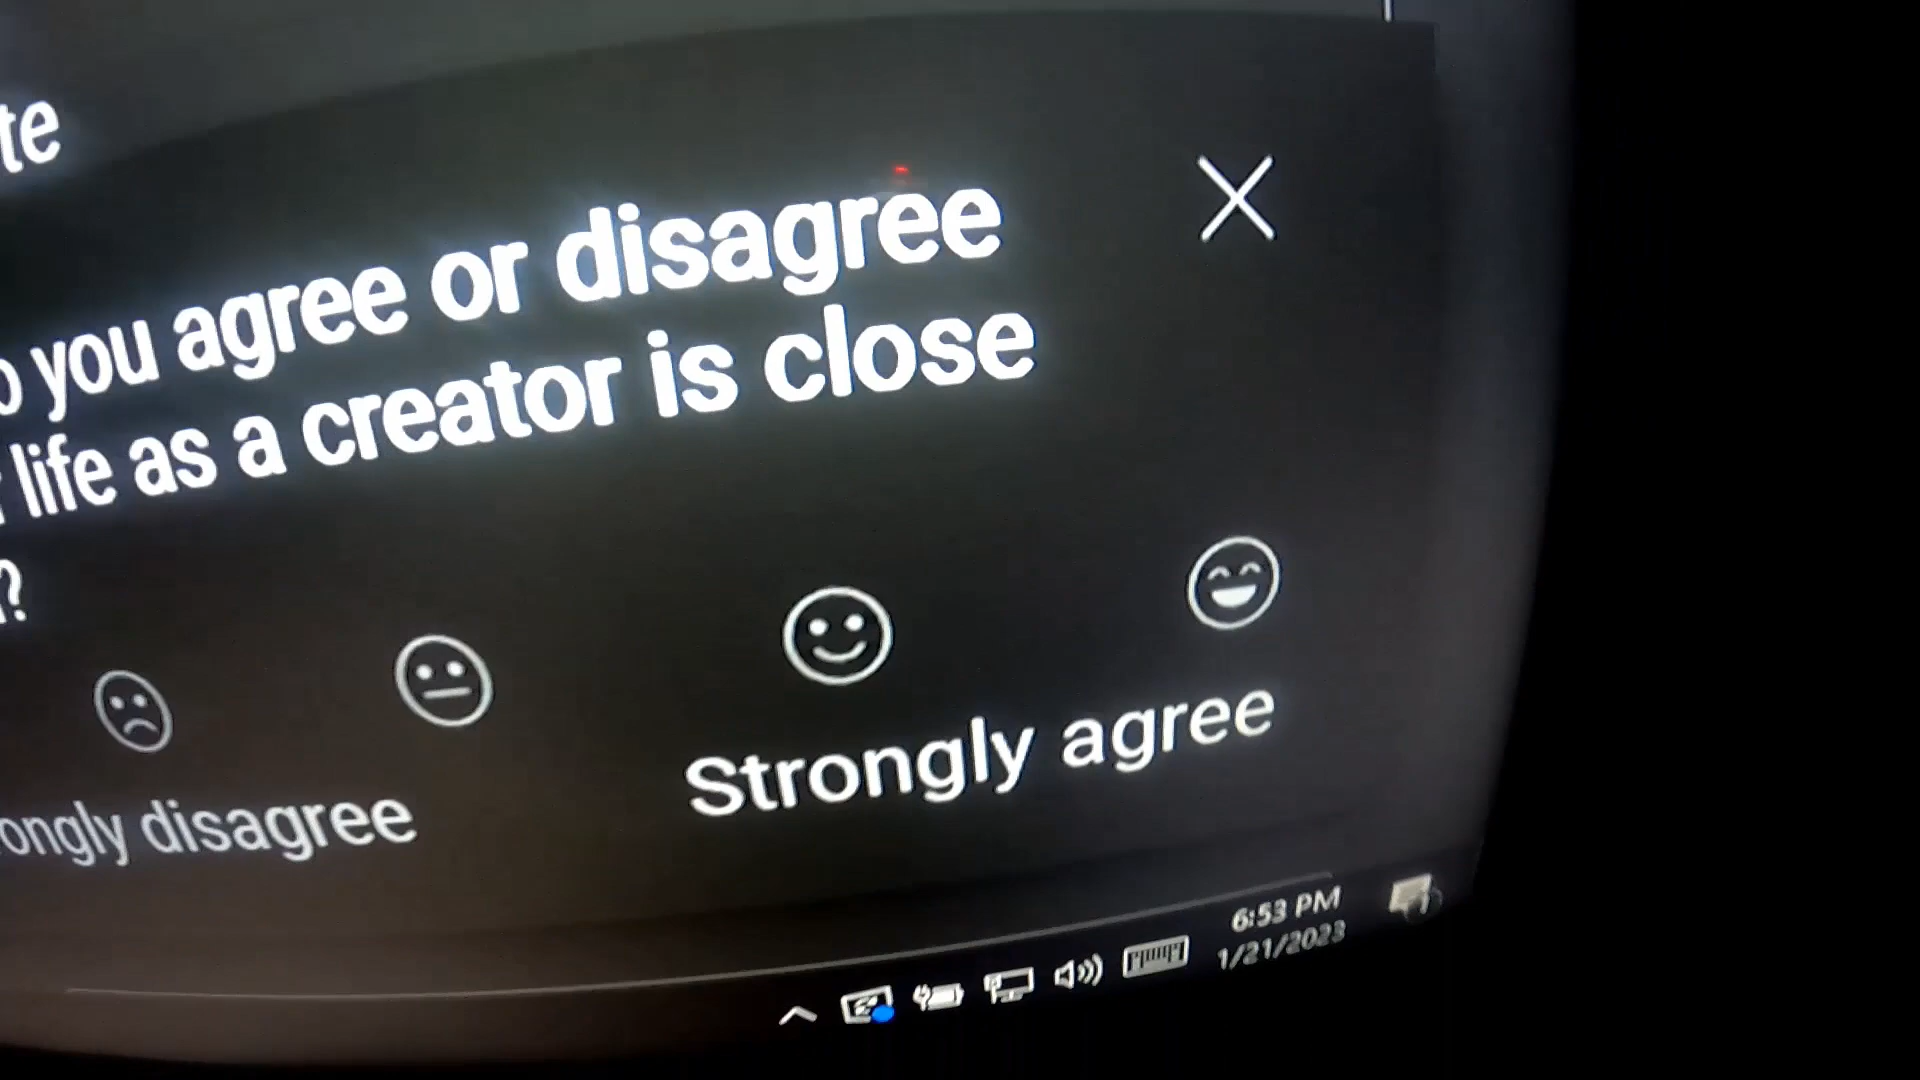 te
you agree or disagree
life as a creator is close
?
ongly disagree
Strongly agree
6:53 PM
1/21/2023